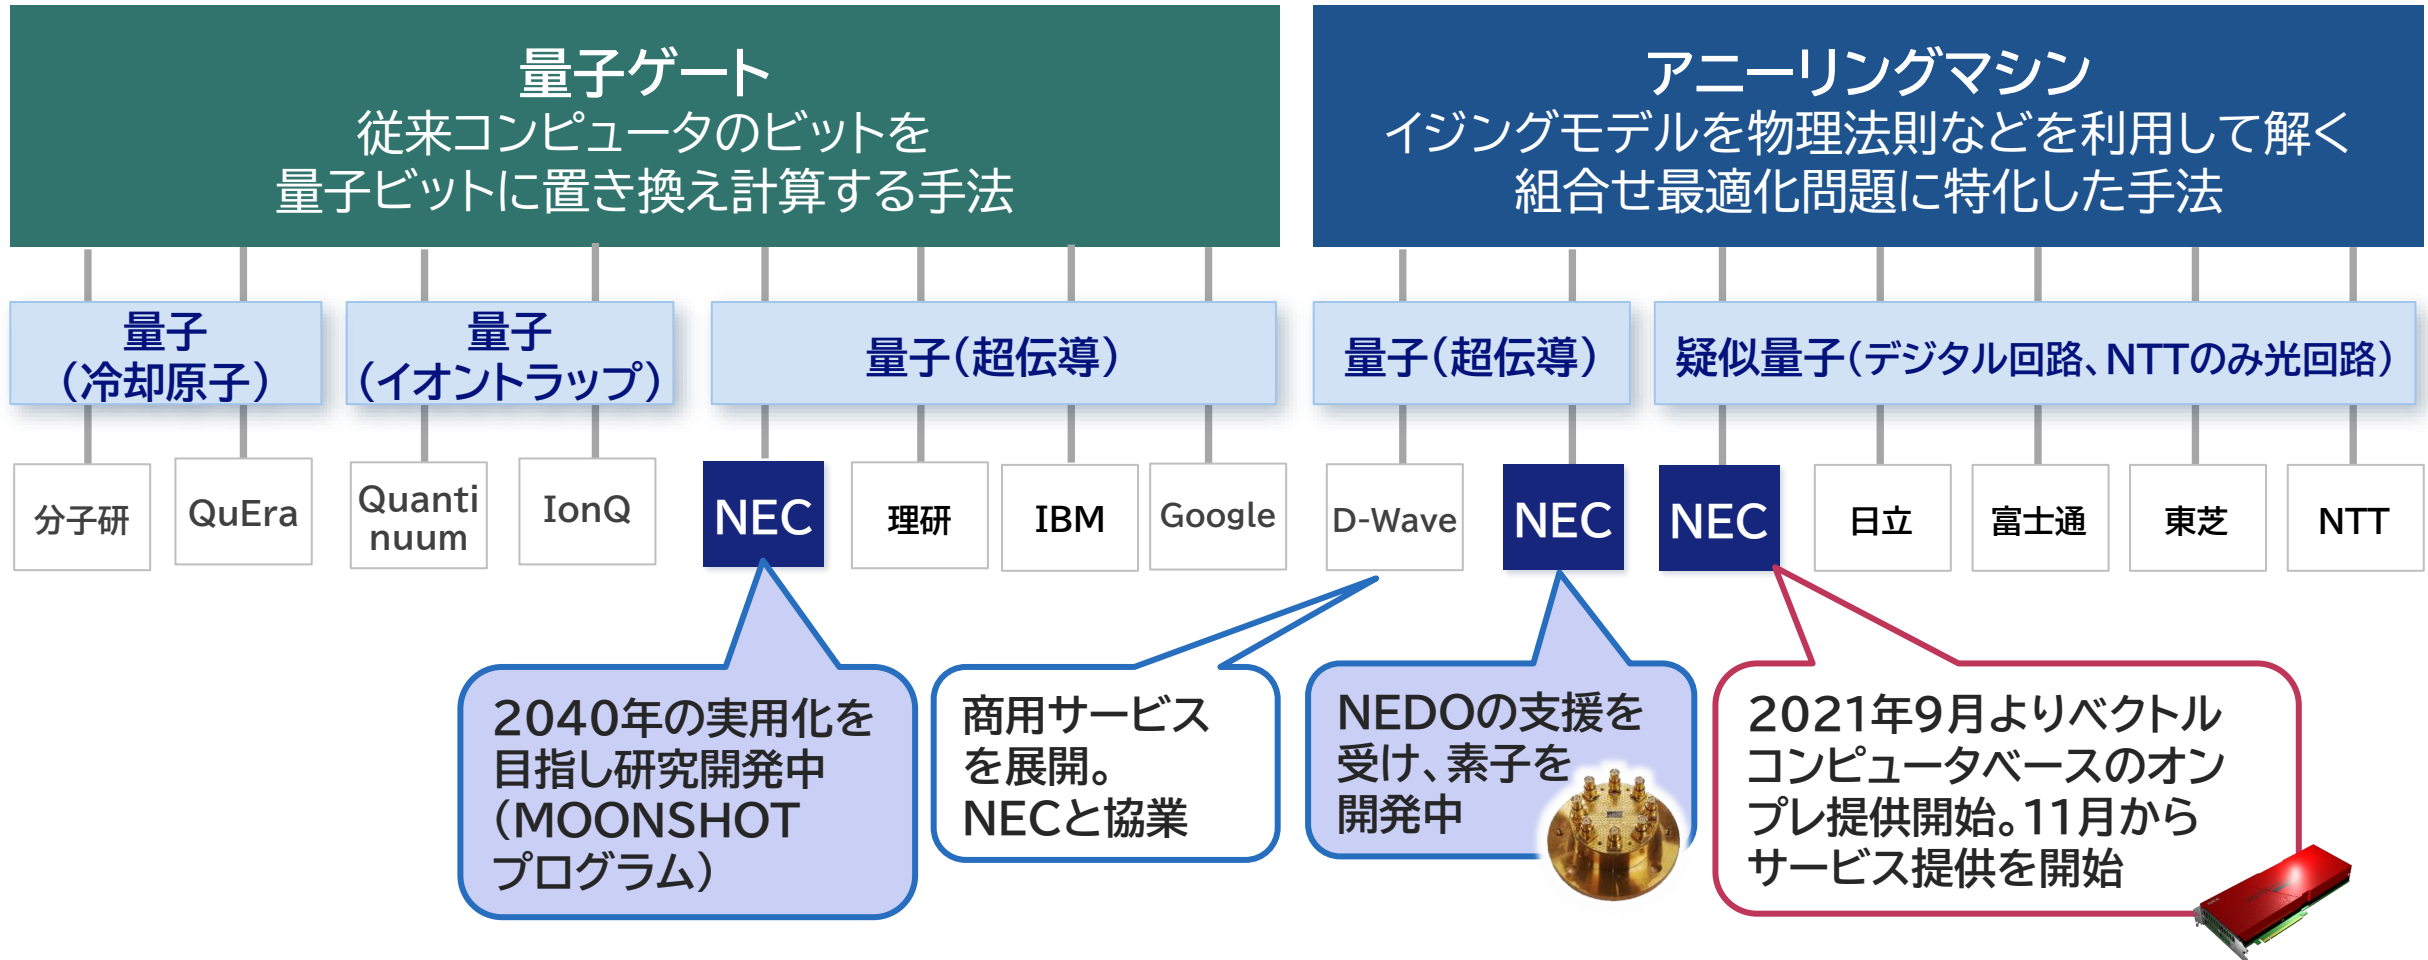 量子ゲート
従来コンピュータのビットを
量子ビットに置き換え計算する手法
アニーリングマシン
イジングモデルを物理法則などを利用して解く
組合せ最適化問題に特化した手法
量子
（冷却原子）
量子
（イオントラップ）
量子（超伝導）
量子（超伝導）
疑似量子（デジタル回路、NTTのみ光回路）
分子研
QuEra
Quanti
nuum
IonQ
NEC
理研
IBM
Google
D-Wave
NEC
NEC
日立
富士通
東芝
NTT
2040年の実用化を
目指し研究開発中
（MOONSHOT
プログラム）
商用サービス
を展開。
NECと協業
NEDOの支援を
受け、素子を
開発中
2021年9月よりベクトル
コンピュータベースのオン
プレ提供開始。11月から
サービス提供を開始